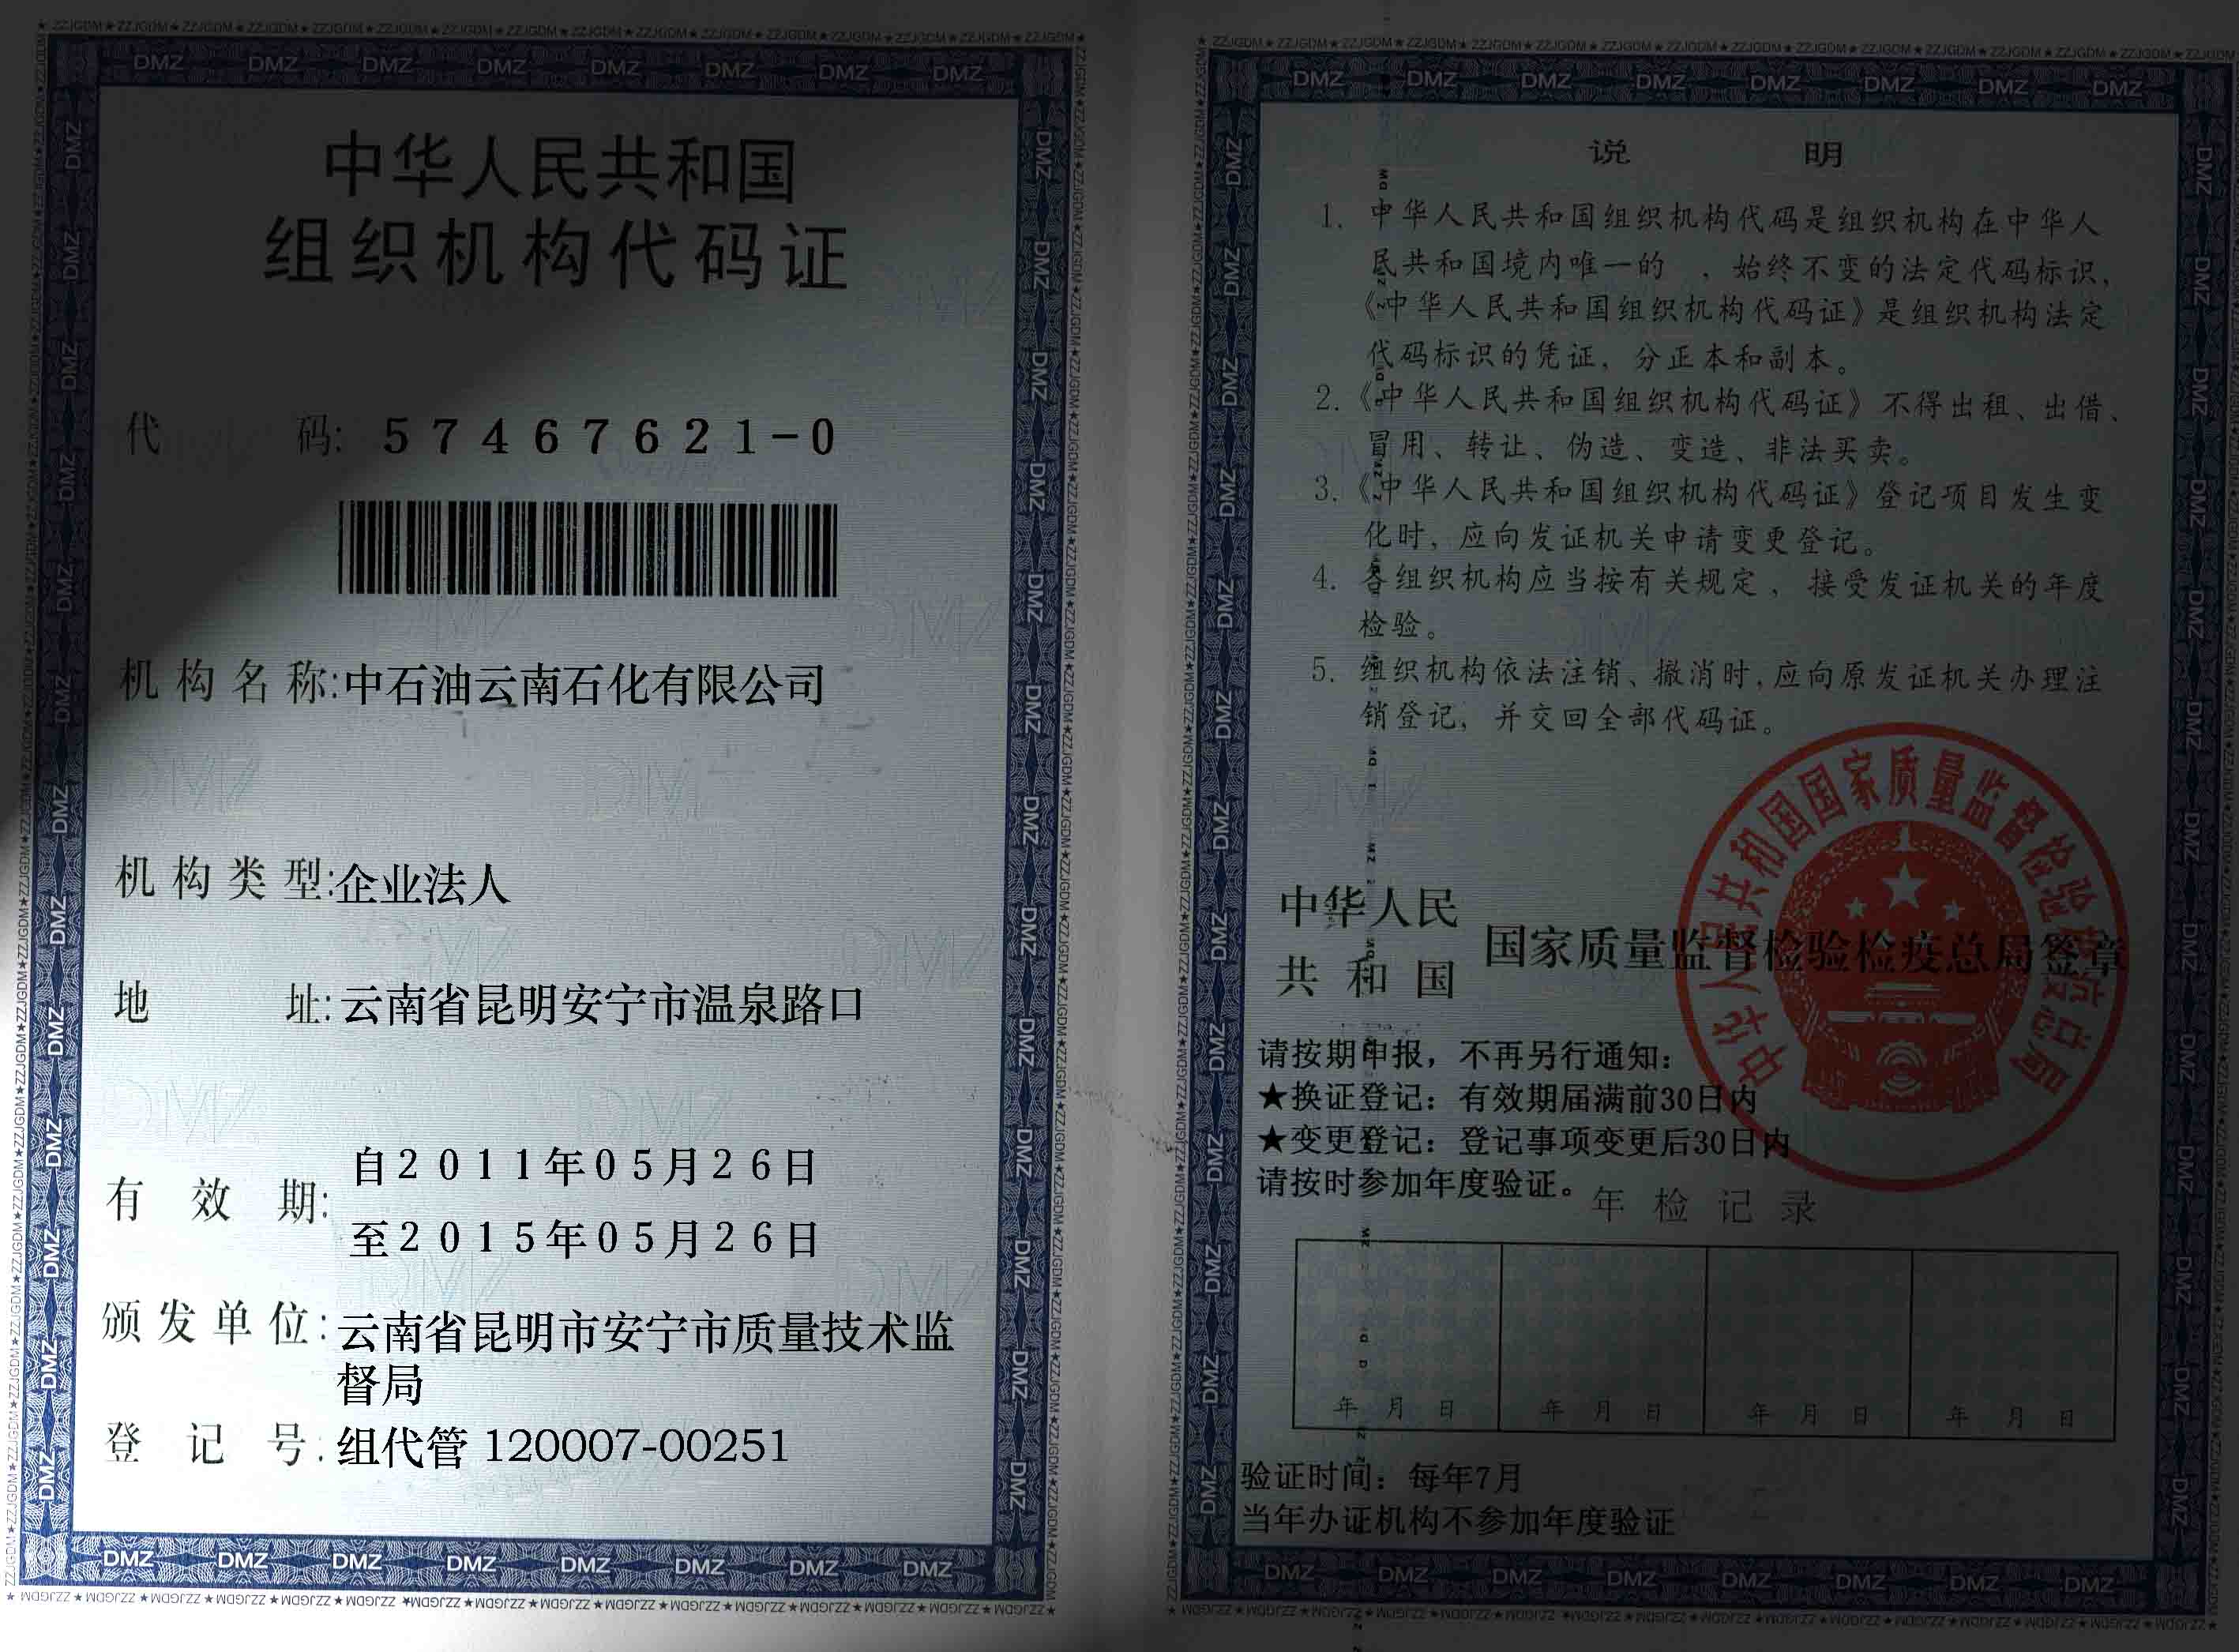 中华人民共和国
组织机构代码证
代 码: 57467621-0
机构名称:中石油云南石化有限公司
机构类型:企业法人
地 址:云南省昆明安宁市温泉路口
有 效 期:
自2011年05月26日
至2015年05月26日
颁发单位:云南省昆明市安宁市质量技术监
督局
登 记 号:组代管 120007-00251
说 明
1. 中华人民共和国组织机构代码是组织机构在中华人
民共和国境内唯一的 、始终不变的法定代码标识,
《中华人民共和国组织机构代码证》是组织机构法定
代码标识的凭证, 分正本和副本。
2.《中华人民共和国组织机构代码证》不得出租、出借、
冒用、转让、伪造、变造、非法买卖。
3.《中华人民共和国组织机构代码证》登记项目发生变
化时, 应向发证机关申请变更登记。
4. 各组织机构应当按有关规定 , 接受发证机关的年度
检验。
5. 组织机构依法注销、撤消时,应向原发证机关办理注
销登记, 并交回全部代码证。
中华人民共和国国家质量监督检验检疫总局
中华人民
共和国
国家质量监督检验检疫总局签章
请按期申报，不再另行通知:
★换证登记：有效期届满前30日内
★变更登记：登记事项变更后30日内
请按时参加年度验证。
年检记录
年 月 日 年 月 日 年 月 日 年 月 日
验证时间：每年7月
当年办证机构不参加年度验证